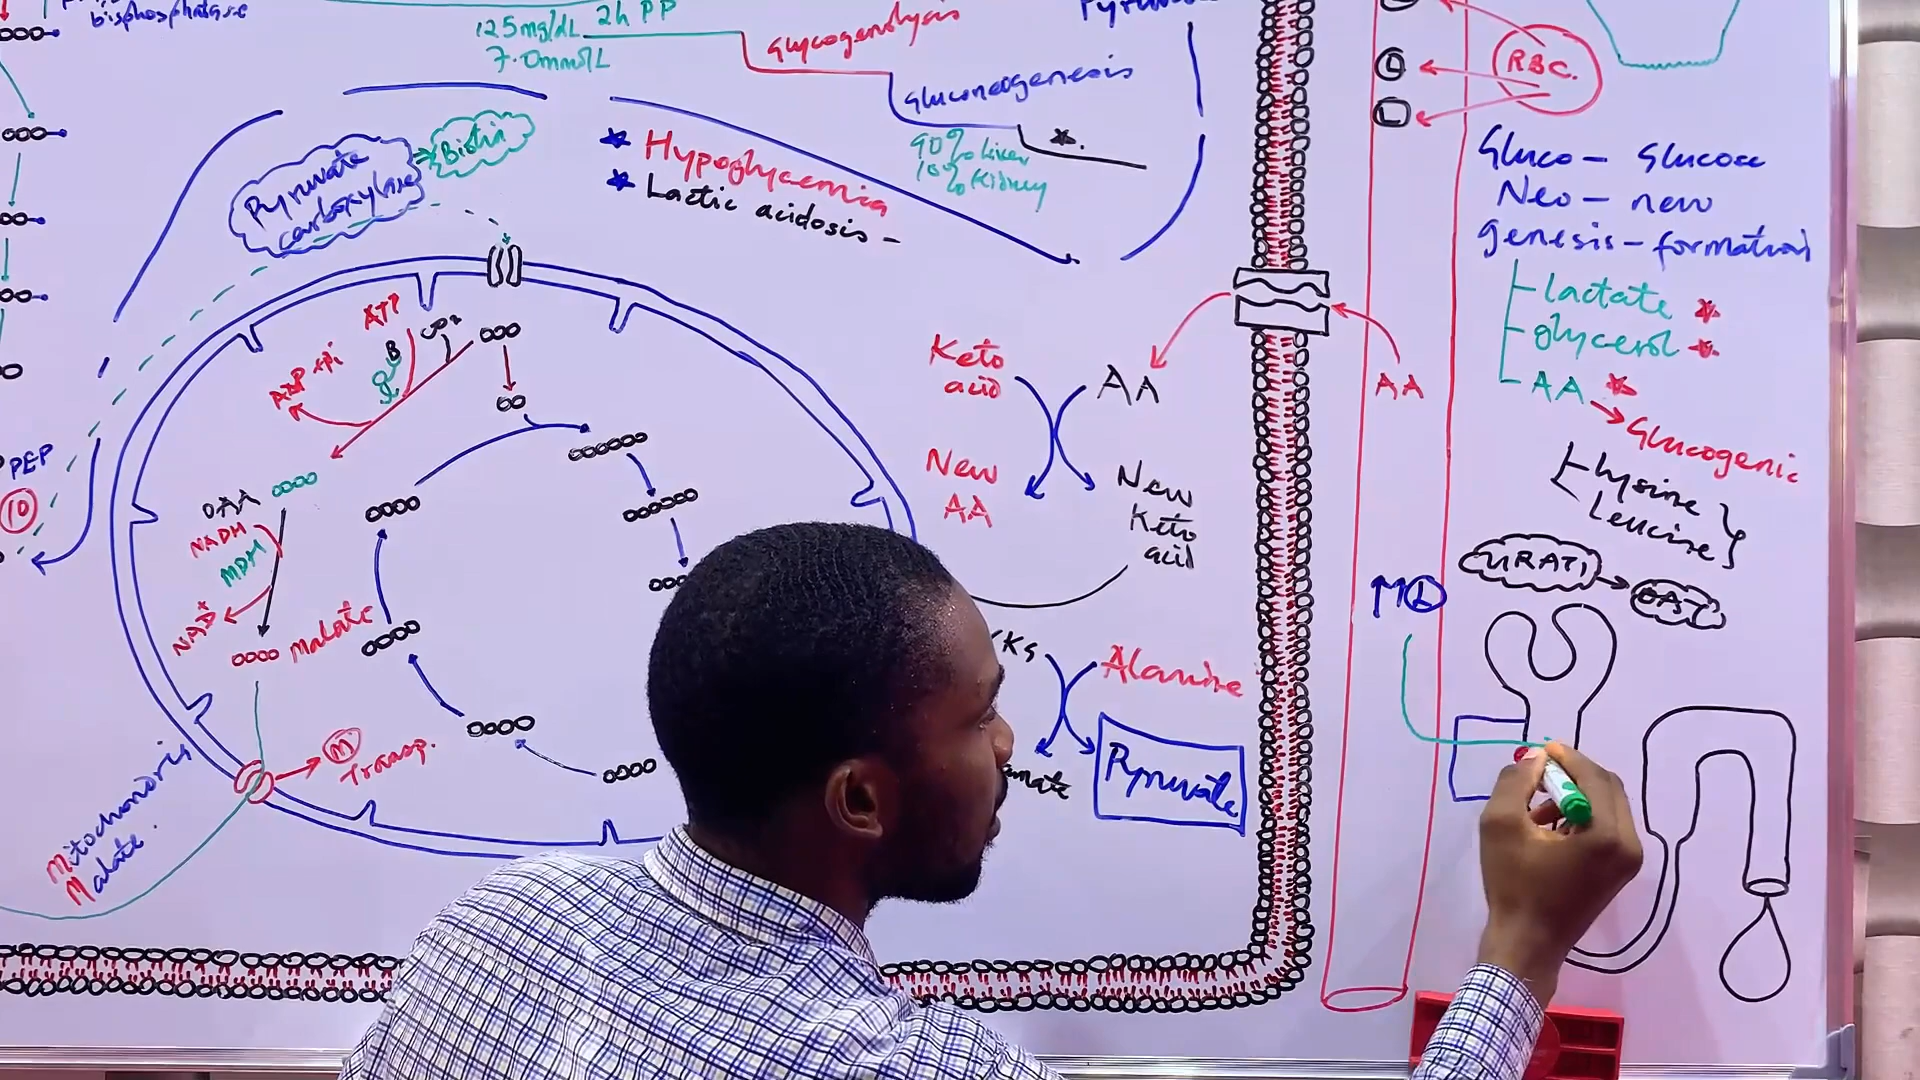 bisphosphatase
125mg/dL 2h PP
7.0mmol/L
Glycogenolysis
Gluconeogenesis
90% Liver
10% Kidney
RBC.
L
L
Pyruvate
carboxylase
Biotin
Hypoglycaemia
Lactic acidosis -
Gluco - Glucose
Neo - new
genesis - formation
lactate
glycerol
AA
Glucogenic
Lysine
Leucine
ATP
CO2
B
ADP + pi
PEP
10
OAA
NADH
MDH
NAD+
Malate
M
Transp.
Mitochondria
Malate.
Keto
acid
AA
New
AA
New
Keto
acid
AA
KG
Alanine
Pyruvate
URAT1
OAT
L